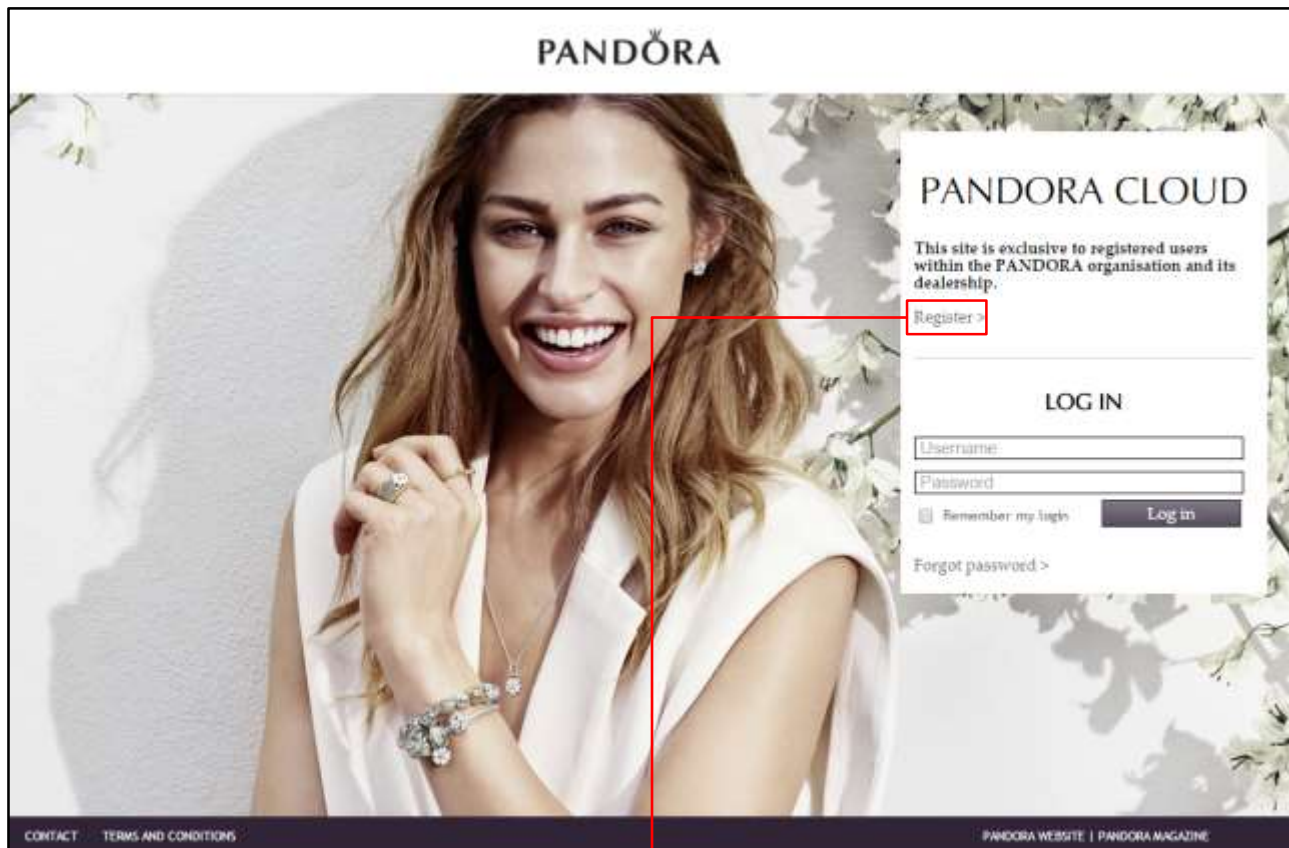 PANDORA
PANDORA CLOUD
This site is exclusive to registered users
within the PANDORA organisation and its
dealership.
Register >
LOG IN
Username
Password
Remember my login
Log in
Forgot password >
CONTACT TERMS AND CONDITIONS PANDORA WEBSITE | PANDORA MAGAZINE